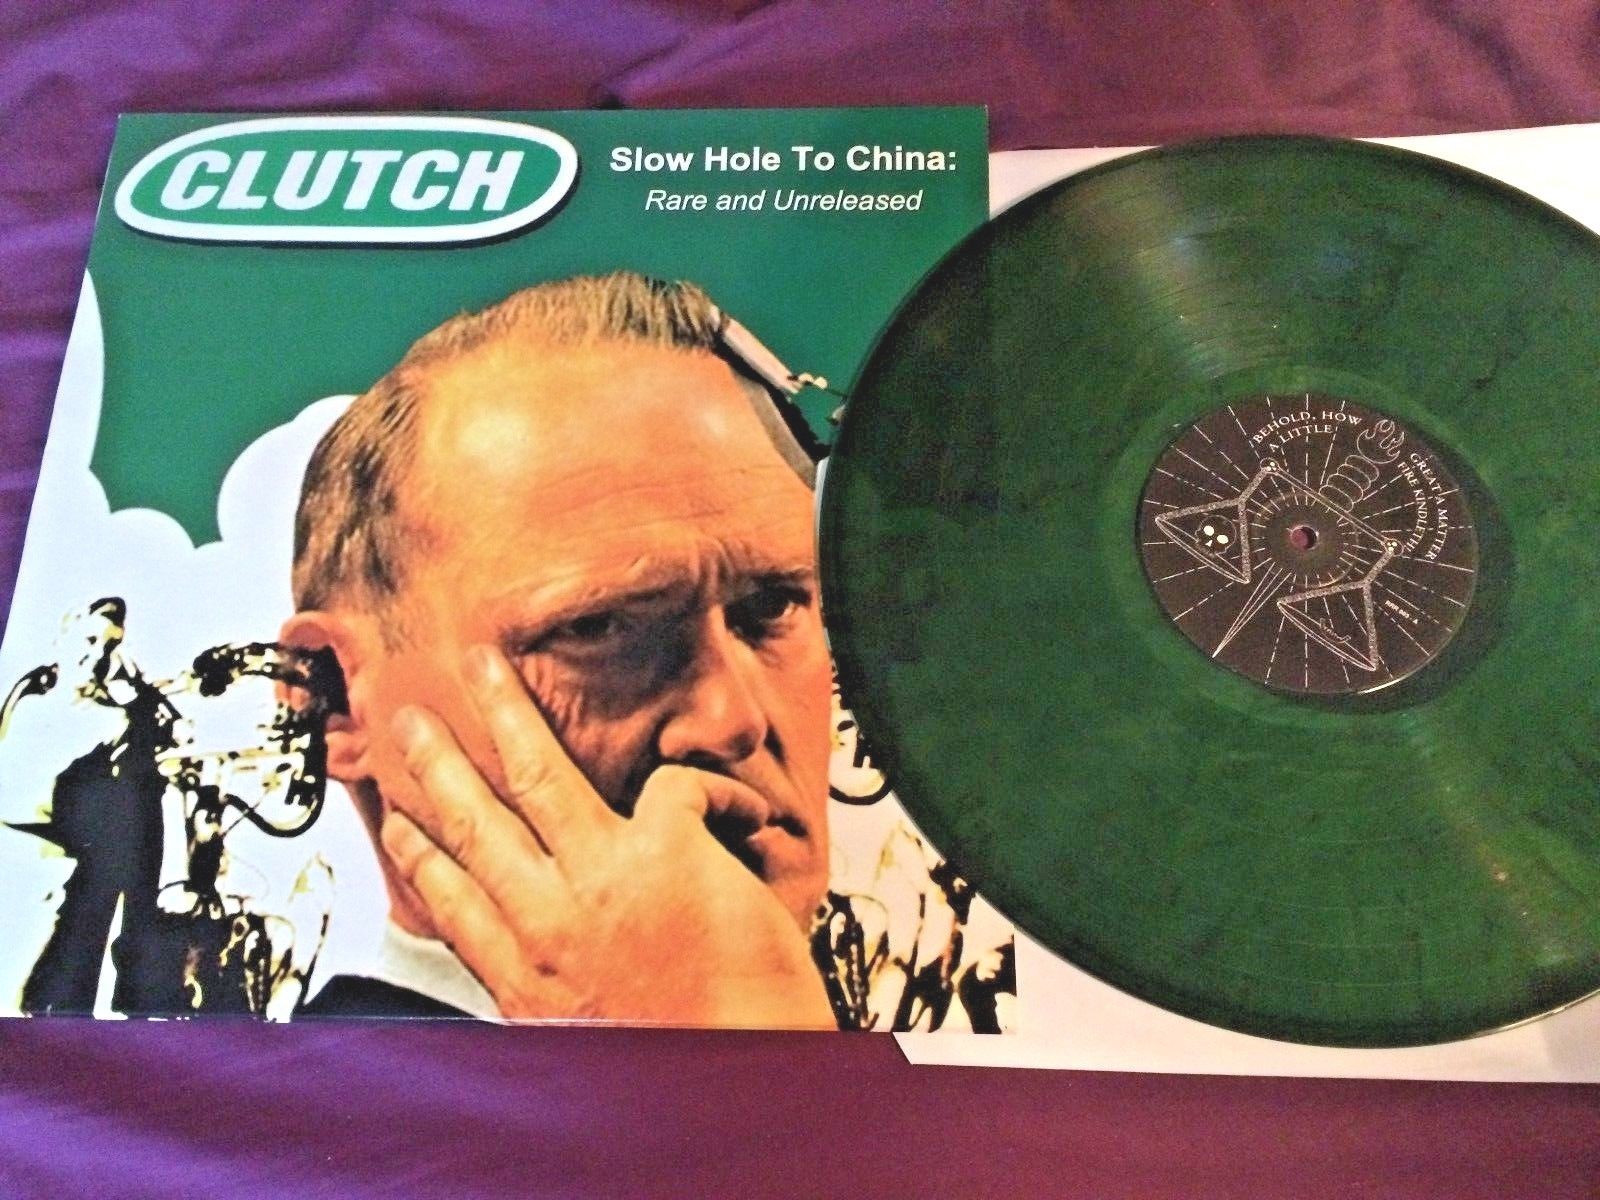 CLUTCH
Slow Hole To China:
Rare and Unreleased
BEHOLD, HOW
GREAT A MATTER
A LITTLE
FIRE KINDLETH!